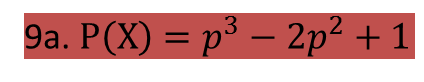 9a. P(X) = p³ − 2p² + 1